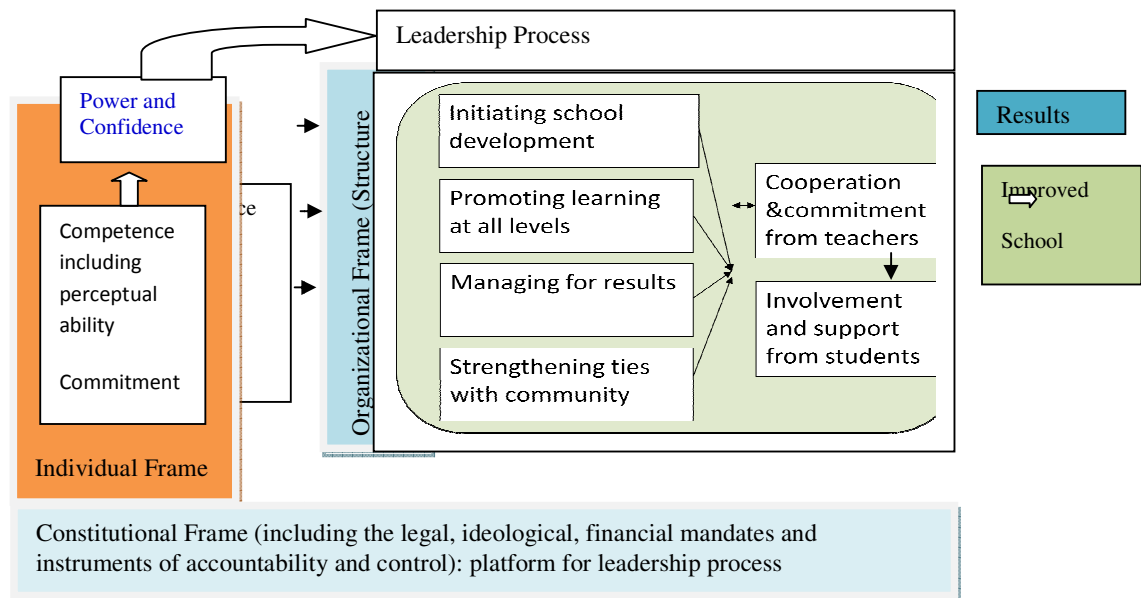 Leadership Process
Power and
Confidence
Competence
including
perceptual
ability
Commitment
Individual Frame
ce
Organizational Frame (Structure
Initiating school
development
Promoting learning
at all levels
Managing for results
Strengthening ties
with community
Cooperation
&commitment
from teachers
Involvement
and support
from students
Results
Improved
School
Constitutional Frame (including the legal, ideological, financial mandates and
instruments of accountability and control): platform for leadership process